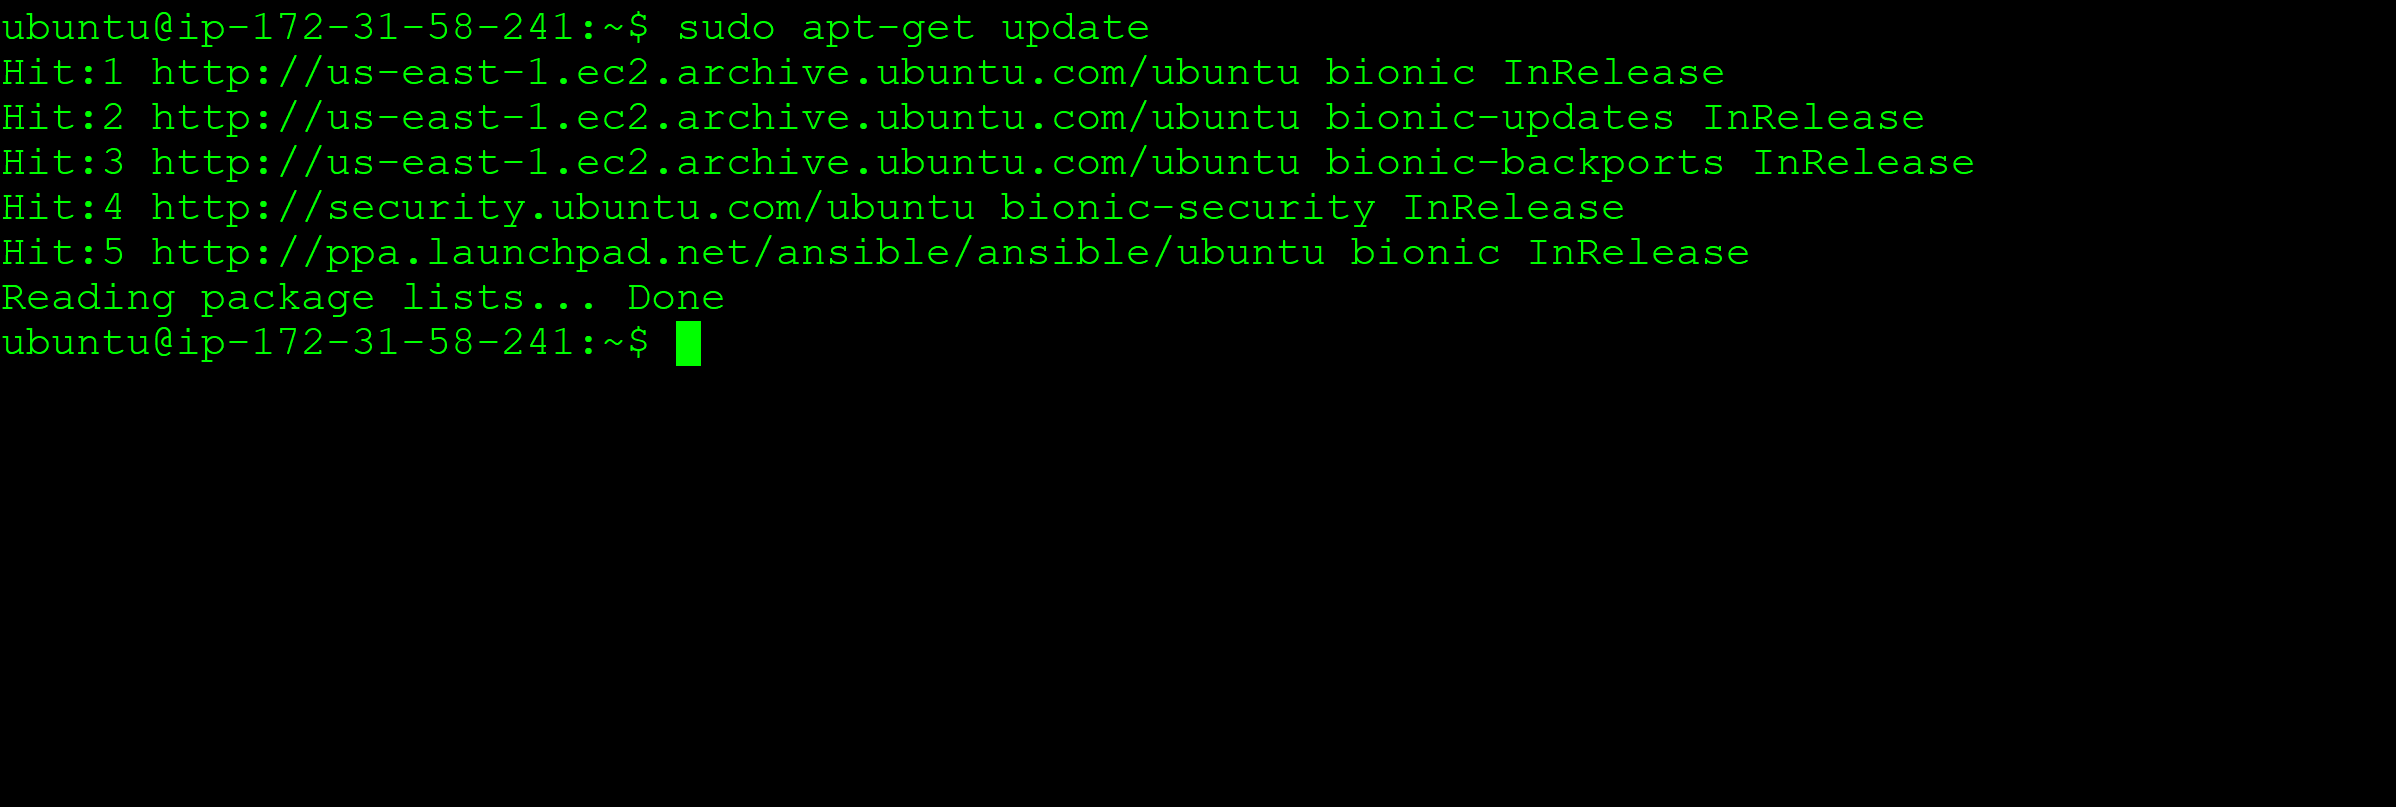 ubuntu@ip-172-31-58-241:~$ sudo apt-get update
Hit:1 http://us-east-1.ec2.archive.ubuntu.com/ubuntu bionic InRelease
Hit:2 http://us-east-1.ec2.archive.ubuntu.com/ubuntu bionic-updates InRelease
Hit:3 http://us-east-1.ec2.archive.ubuntu.com/ubuntu bionic-backports InRelease
Hit:4 http://security.ubuntu.com/ubuntu bionic-security InRelease
Hit:5 http://ppa.launchpad.net/ansible/ansible/ubuntu bionic InRelease
Reading package lists... Done
ubuntu@ip-172-31-58-241:~$